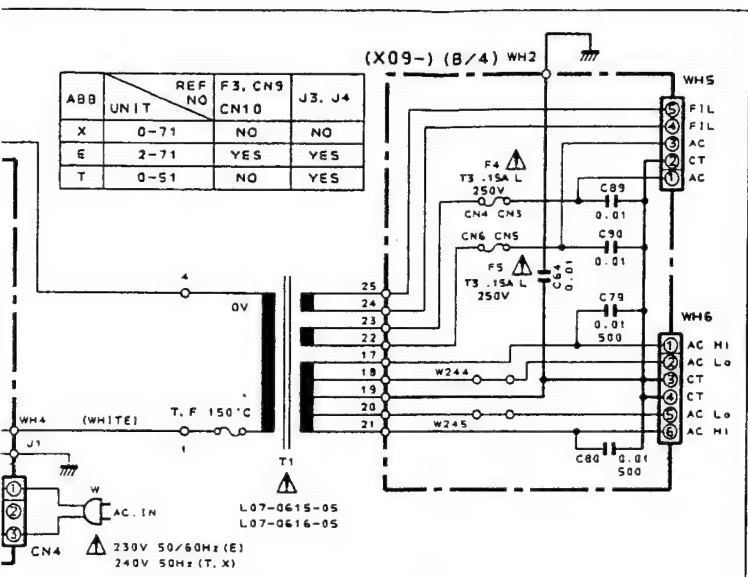 (X09-) (B/4) WH2
WH5
ABB
UNIT
REF NO
F3, CN9 CN10
J3, J4
X 0-71 NO NO
E 2-71 YES YES
T 0-51 NO YES
5 FIL
4 FIL
3 AC
2 CT
1 AC
F4
T3.15A L
250V
CN4 CN3
C89
0.01
CN6 CN5
C90
0.01
F5
T3.15A L
250V
C64
0.01
C79
0.01
500
WH6
1 AC Hi
2 AC Lo
3 CT
4 CT
5 AC Lo
6 AC Hi
4
0V
25
24
23
22
17
18
19
20
21
W244
W245
C80
0.01
500
WH4
(WHITE)
T.F 150°C
1
J1
T1
L07-0615-05
L07-0616-05
1
2
3
CN4
W
AC.IN
230V 50/60Hz(E)
240V 50Hz(T,X)